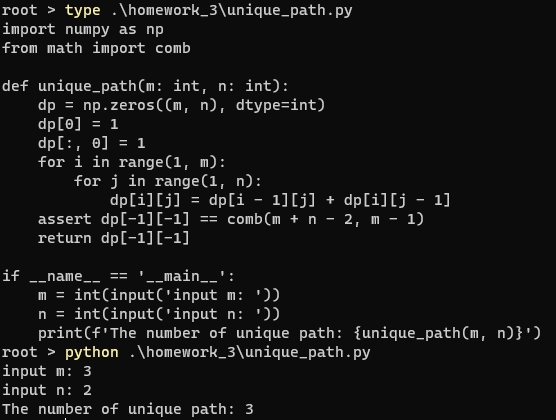 root > type .\homework_3\unique_path.py
import numpy as np
from math import comb

def unique_path(m: int, n: int):
    dp = np.zeros((m, n), dtype=int)
    dp[0] = 1
    dp[:, 0] = 1
    for i in range(1, m):
        for j in range(1, n):
            dp[i][j] = dp[i - 1][j] + dp[i][j - 1]
    assert dp[-1][-1] == comb(m + n - 2, m - 1)
    return dp[-1][-1]

if __name__ == '__main__':
    m = int(input('input m: '))
    n = int(input('input n: '))
    print(f'The number of unique path: {unique_path(m, n)}')
root > python .\homework_3\unique_path.py
input m: 3
input n: 2
The number of unique path: 3